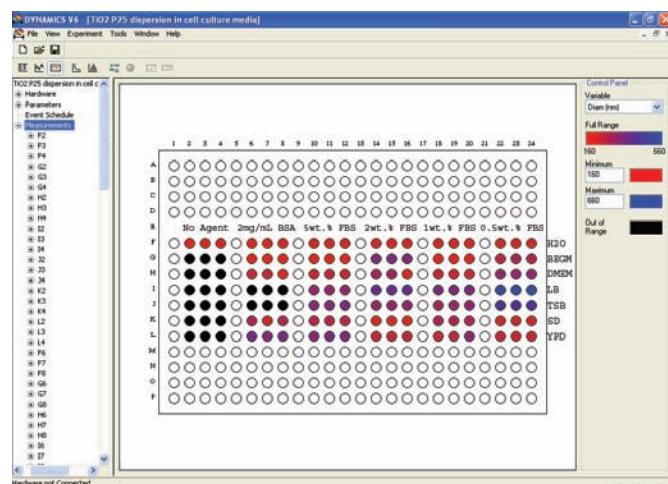 DYNAMICS V6 - [TiO2 P25 dispersion in cell culture media]
File View Experiment Tools Window Help
TiO2 P25 dispersion in cell c
Hardware
Parameters
Event Schedule
Measurements
F2
F3
F4
G2
G3
G4
H2
H3
H4
I2
I3
I4
J2
J3
J4
K2
K3
K4
L2
L3
L4
F6
F7
F8
G6
G7
G8
H6
H7
H8
I6
I7
1 2 3 4 5 6 7 8 9 10 11 12 13 14 15 16 17 18 19 20 21 22 23 24
A
B
C
D
E No Agent 2mg/mL BSA 5wt.% FBS 2wt.% FBS 1wt.% FBS 0.5wt.% FBS
F H2O
G BEGM
H DMEM
I LB
J TSB
K SD
L YPD
M
N
O
P
Control Panel
Variable
Diam (nm)
Full Range
160 660
Minimum
160
Maximum
660
Out of
Range
Hardware not Connected